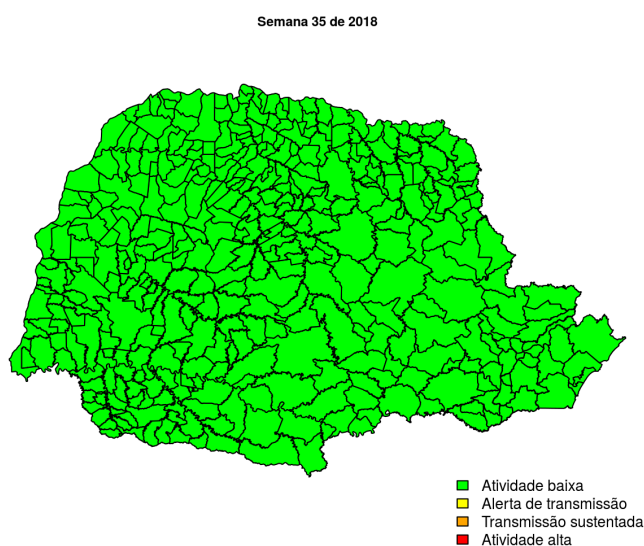 Semana 35 de 2018
Atividade baixa
Alerta de transmissão
Transmissão sustentada
Atividade alta